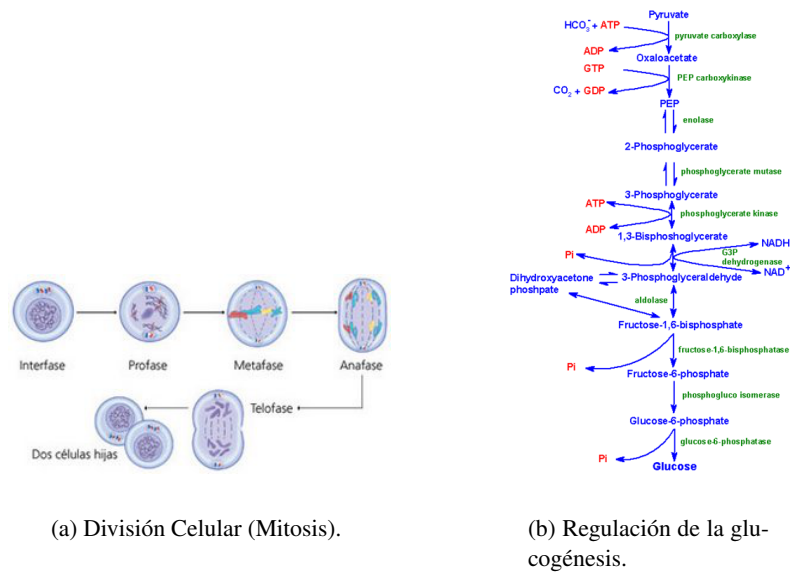 Interfase
Profase
Metafase
Anafase
Telofase
Dos células hijas
(a) División Celular (Mitosis).
Pyruvate
HCO3- + ATP
pyruvate carboxylase
ADP
Oxaloacetate
GTP
PEP carboxykinase
CO2 + GDP
PEP
enolase
2-Phosphoglycerate
phosphoglycerate mutase
3-Phosphoglycerate
ATP
phosphoglycerate kinase
ADP
1,3-Bisphoshoglycerate
NADH
Pi
G3P
dehydrogenase
NAD+
Dihydroxyacetone
phoshpate
3-Phosphoglyceraldehyde
aldolase
Fructose-1,6-bisphosphate
fructose-1,6-bisphosphatase
Pi
Fructose-6-phosphate
phosphogluco isomerase
Glucose-6-phosphate
glucose-6-phosphatase
Pi
Glucose
(b) Regulación de la glu-
cogénesis.